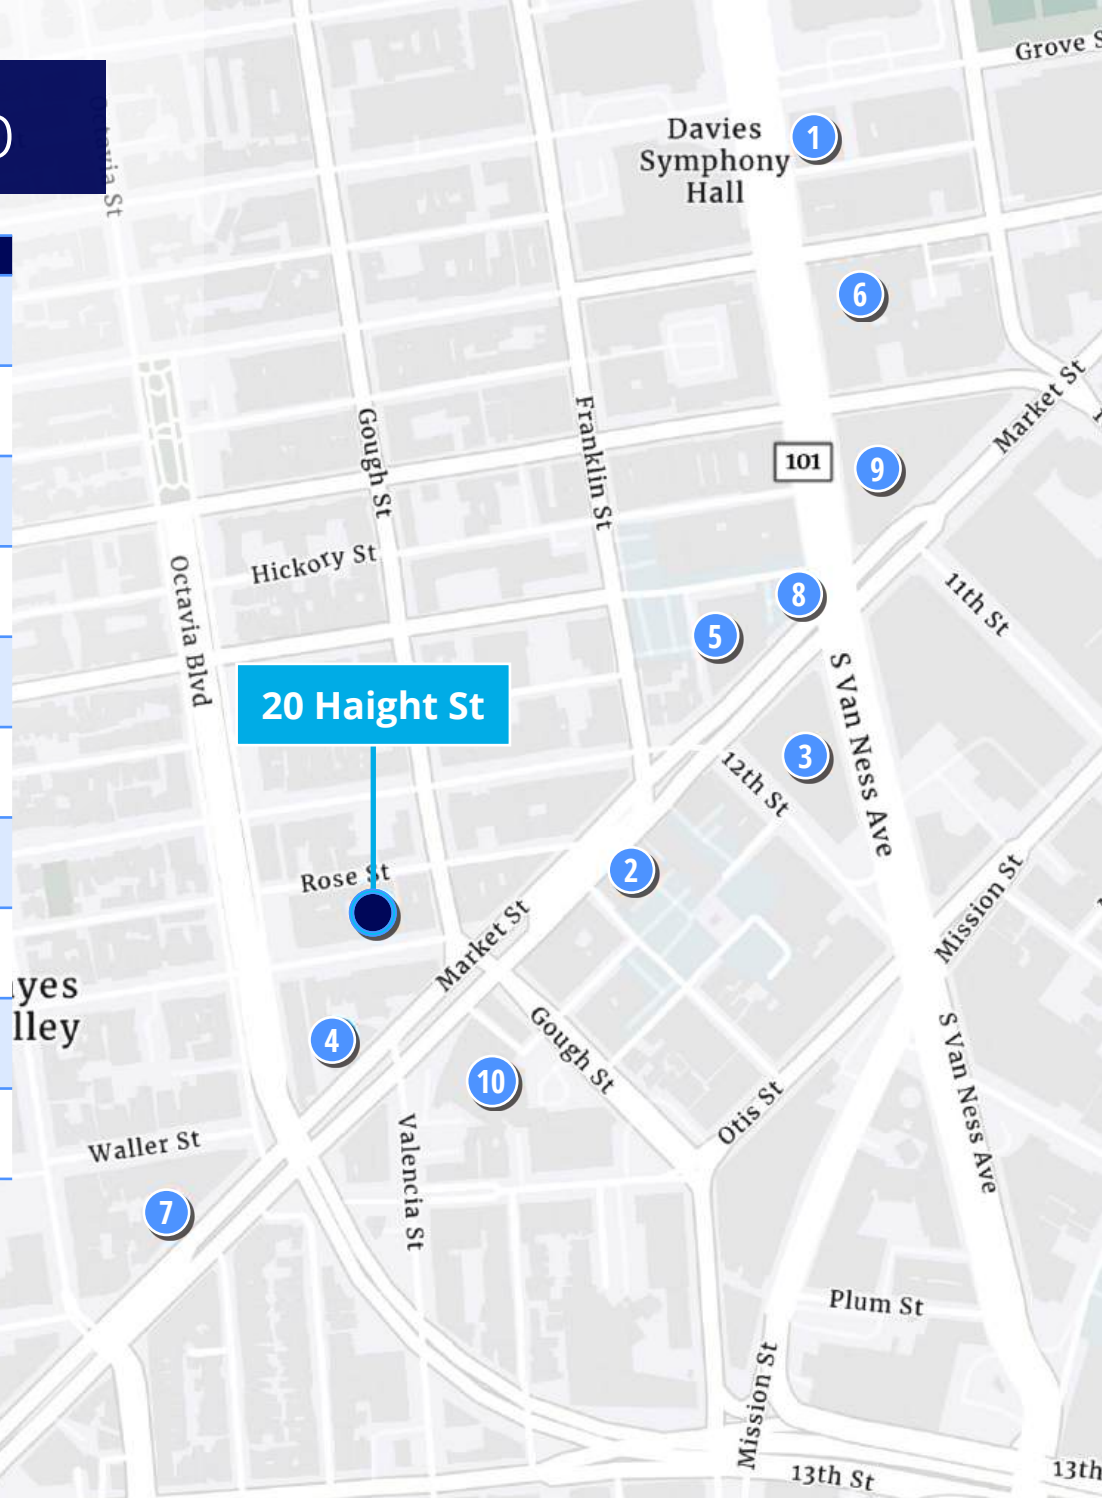 Grove S
Octavia St
Davies
Symphony
Hall
1
6
Market St
Gough St
Franklin St
101
9
Hickory St
Octavia Blvd
8
11th St
5
20 Haight St
S Van Ness Ave
3
12th St
2
Rose St
Mission St
Market St
yes
lley
4
Gough St
10
S Van Ness Ave
Otis St
Valencia St
Waller St
7
Plum St
Mission St
13th St
13th